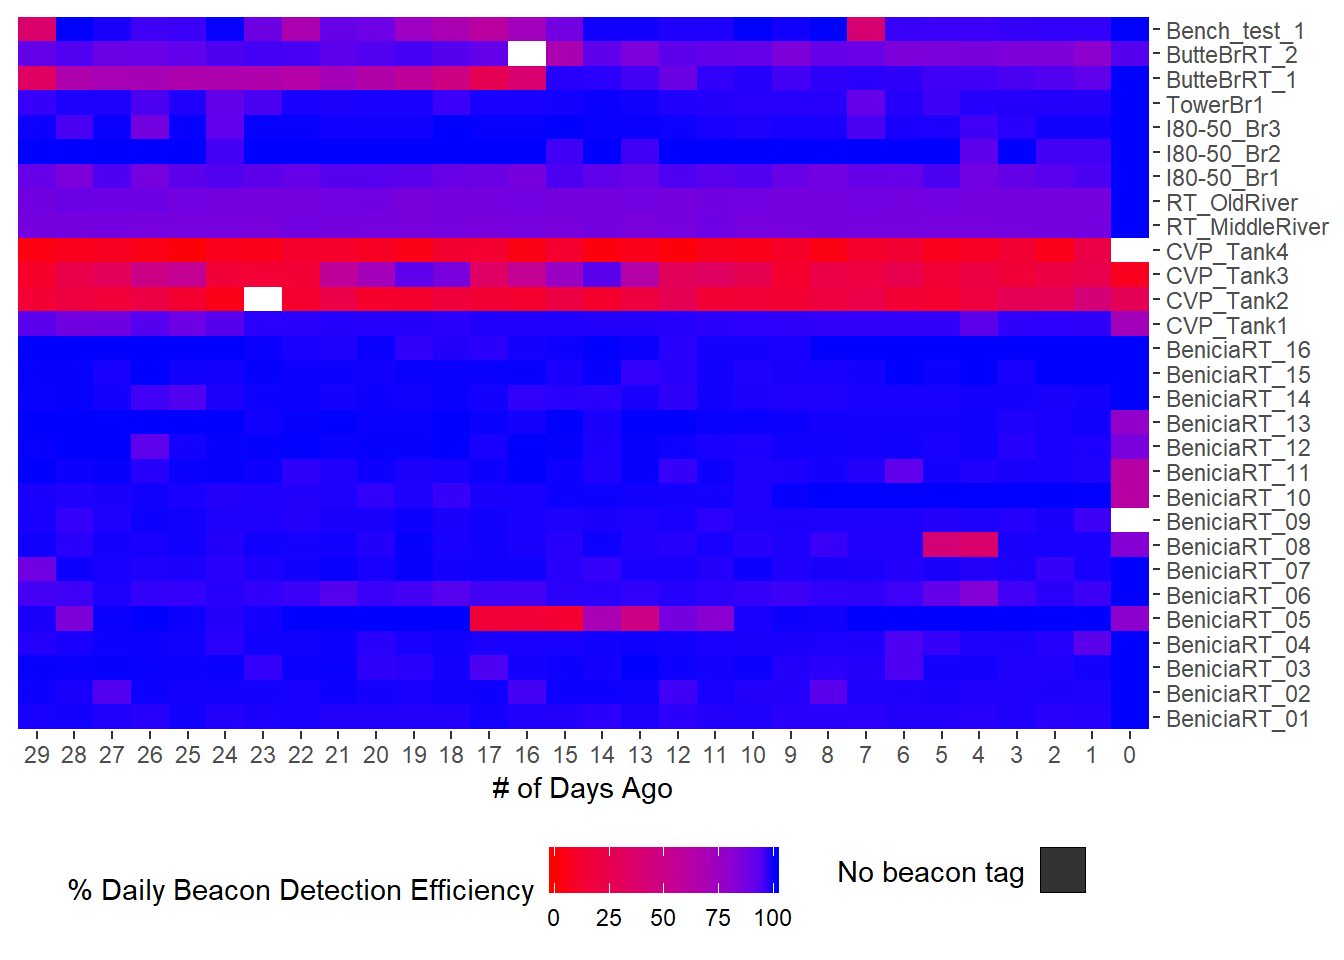 Bench_test_1
ButteBrRT_2
ButteBrRT_1
TowerBr1
I80-50_Br3
I80-50_Br2
I80-50_Br1
RT_OldRiver
RT_MiddleRiver
CVP_Tank4
CVP_Tank3
CVP_Tank2
CVP_Tank1
BeniciaRT_16
BeniciaRT_15
BeniciaRT_14
BeniciaRT_13
BeniciaRT_12
BeniciaRT_11
BeniciaRT_10
BeniciaRT_09
BeniciaRT_08
BeniciaRT_07
BeniciaRT_06
BeniciaRT_05
BeniciaRT_04
BeniciaRT_03
BeniciaRT_02
BeniciaRT_01
29 28 27 26 25 24 23 22 21 20 19 18 17 16 15 14 13 12 11 10 9 8 7 6 5 4 3 2 1 0
# of Days Ago
% Daily Beacon Detection Efficiency
0 25 50 75 100
No beacon tag